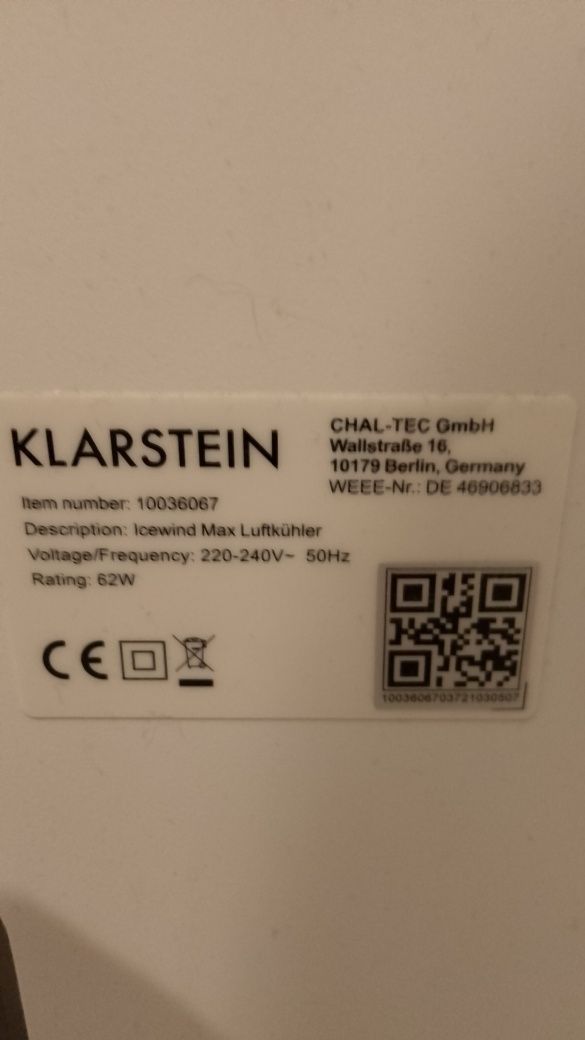 KLARSTEIN
Item number: 10036067
Description: Icewind Max Luftkühler
Voltage/Frequency: 220-240V~ 50Hz
Rating: 62W
CE
CHAL-TEC GmbH
Wallstraße 16,
10179 Berlin, Germany
WEEE-Nr.: DE 46906833
1003606703721030507